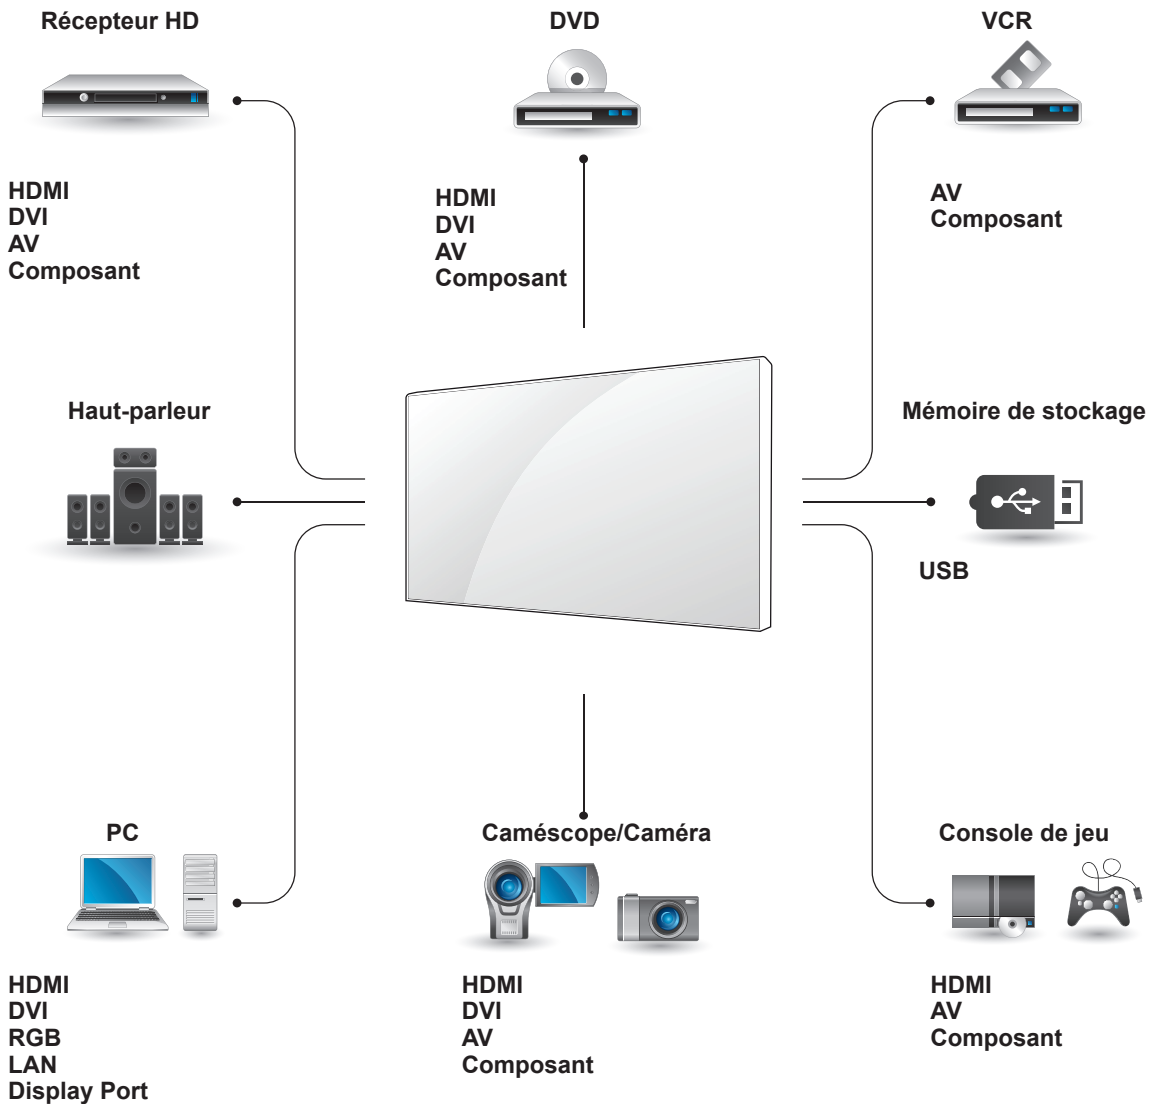 Récepteur HD
HDMI
DVI
AV
Composant
DVD
HDMI
DVI
AV
Composant
VCR
AV
Composant
Haut-parleur
Mémoire de stockage
USB
PC
HDMI
DVI
RGB
LAN
Display Port
Caméscope/Caméra
HDMI
DVI
AV
Composant
Console de jeu
HDMI
AV
Composant